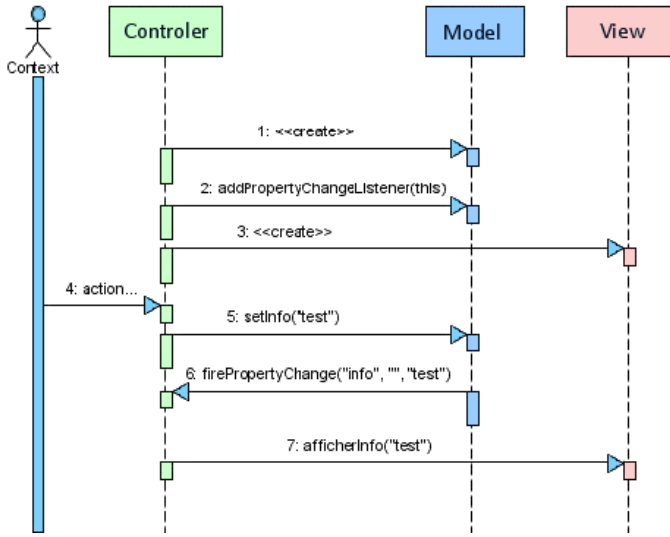 Controler
Model
View
Context
1: <<create>>
2: addPropertyChangeListener(this)
3: <<create>>
4: action...
5: setInfo("test")
6: firePropertyChange("info", "", "test")
7: afficherInfo("test")